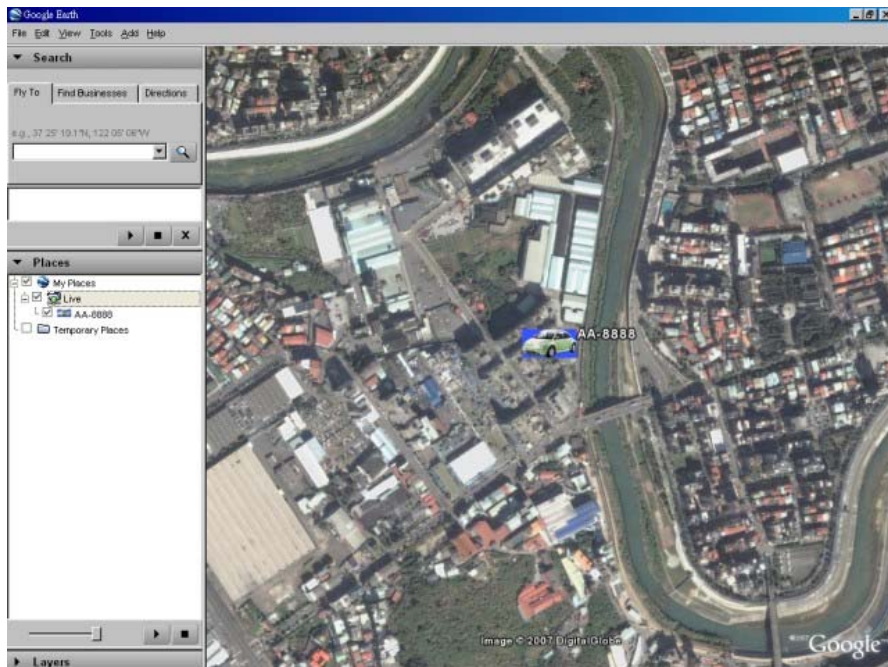 Google Earth
File Edit View Tools Add Help
Search
Fly To Find Businesses Directions
e.g., 37 25' 19.1"N, 122 05' 06"W
Places
My Places
Live
AA-8888
Temporary Places
Layers
AA-8888
Image © 2007 DigitalGlobe
©2007 Google